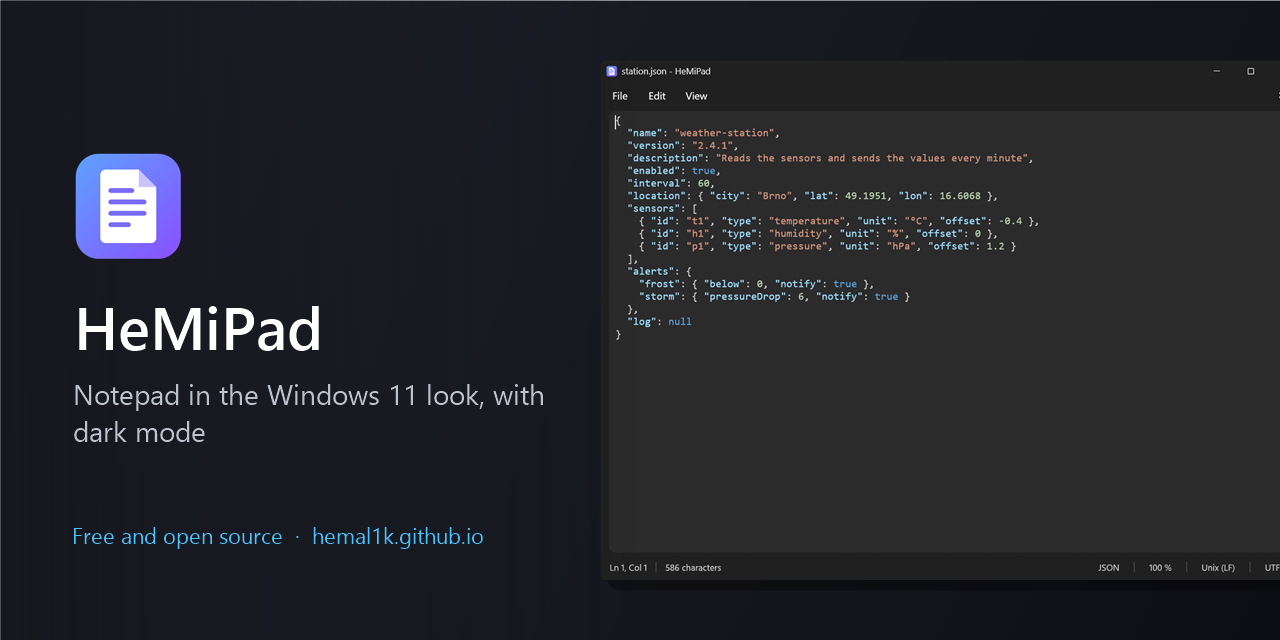 HeMiPad
Notepad in the Windows 11 look, with
dark mode
Free and open source · hemal1k.github.io
station.json - HeMiPad
File Edit View
{
  "name": "weather-station",
  "version": "2.4.1",
  "description": "Reads the sensors and sends the values every minute",
  "enabled": true,
  "interval": 60,
  "location": { "city": "Brno", "lat": 49.1951, "lon": 16.6068 },
  "sensors": [
    { "id": "t1", "type": "temperature", "unit": "°C", "offset": -0.4 },
    { "id": "h1", "type": "humidity", "unit": "%", "offset": 0 },
    { "id": "p1", "type": "pressure", "unit": "hPa", "offset": 1.2 }
  ],
  "alerts": {
    "frost": { "below": 0, "notify": true },
    "storm": { "pressureDrop": 6, "notify": true }
  },
  "log": null
}
Ln 1, Col 1 586 characters JSON 100 % Unix (LF) UTF